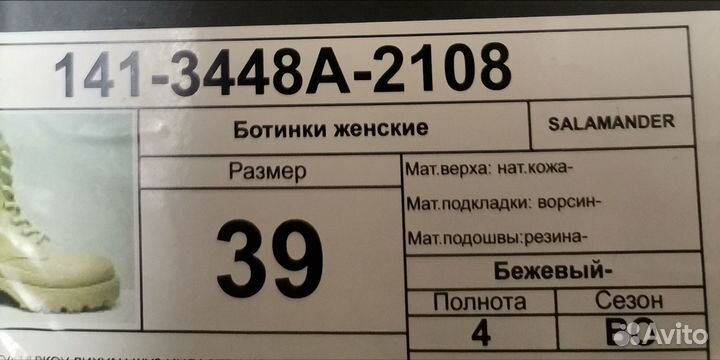 141-3448A-2108
Ботинки женские
SALAMANDER
Размер
39
Мат.верха: нат.кожа-
Мат.подкладки: ворсин-
Мат.подошвы:резина-
Бежевый-
Полнота
Сезон
4
Avito